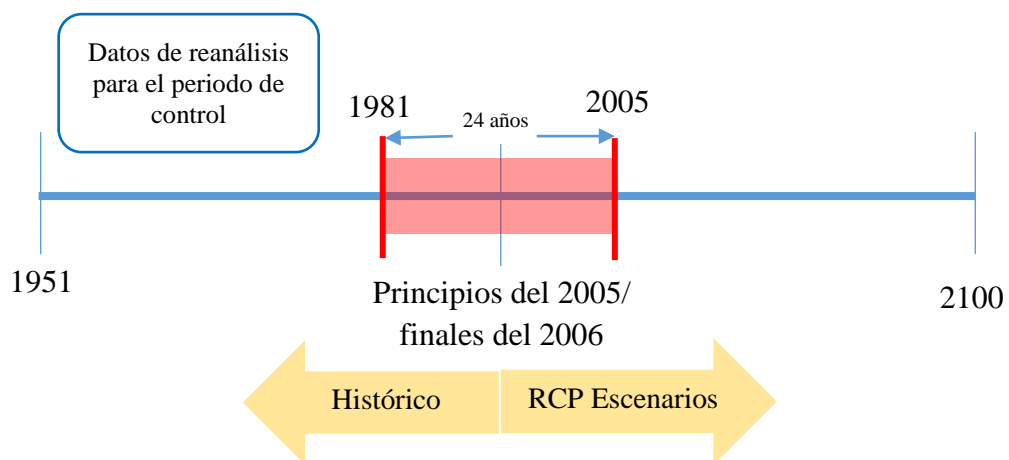 Datos de reanálisis
para el periodo de
control
1981
24 años
2005
1951
Principios del 2005/
finales del 2006
2100
Histórico
RCP Escenarios